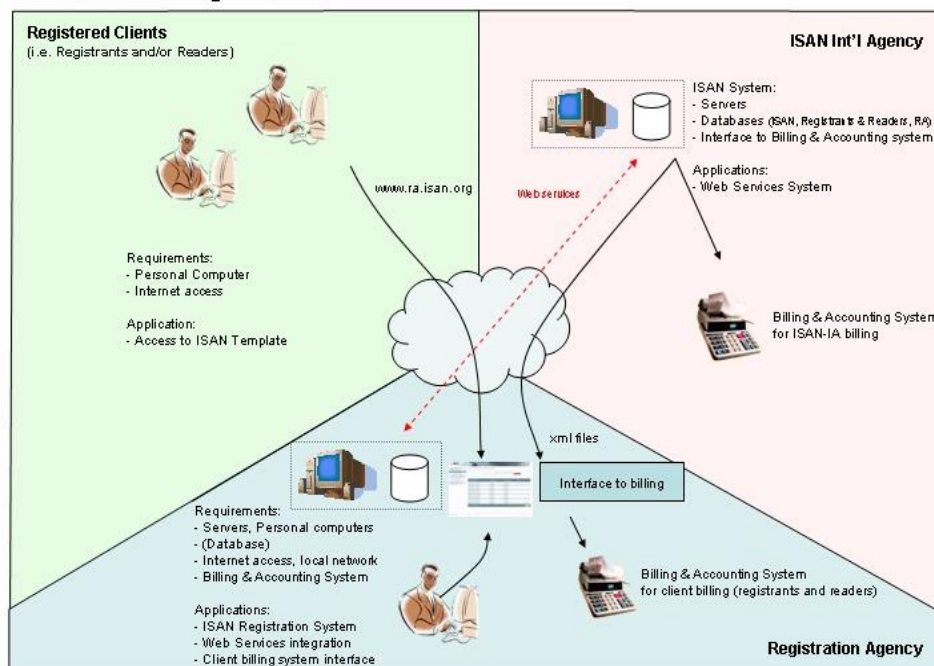 Registered Clients
(i.e. Registrants and/or Readers)
www.ra.isan.org
Requirements:
- Personal Computer
- Internet access
Application:
- Access to ISAN Template
ISAN Int'l Agency
ISAN System:
- Servers
- Databases (ISAN, Registrants & Readers, RA)
- Interface to Billing & Accounting system
Applications:
- Web Services System
Web services
Billing & Accounting System
for ISAN-IA billing
xml files
Interface to billing
Requirements:
- Servers, Personal computers
- (Database)
- Internet access, local network
- Billing & Accounting System
Applications:
- ISAN Registration System
- Web Services integration
- Client billing system interface
Billing & Accounting System
for client billing (registrants and readers)
Registration Agency